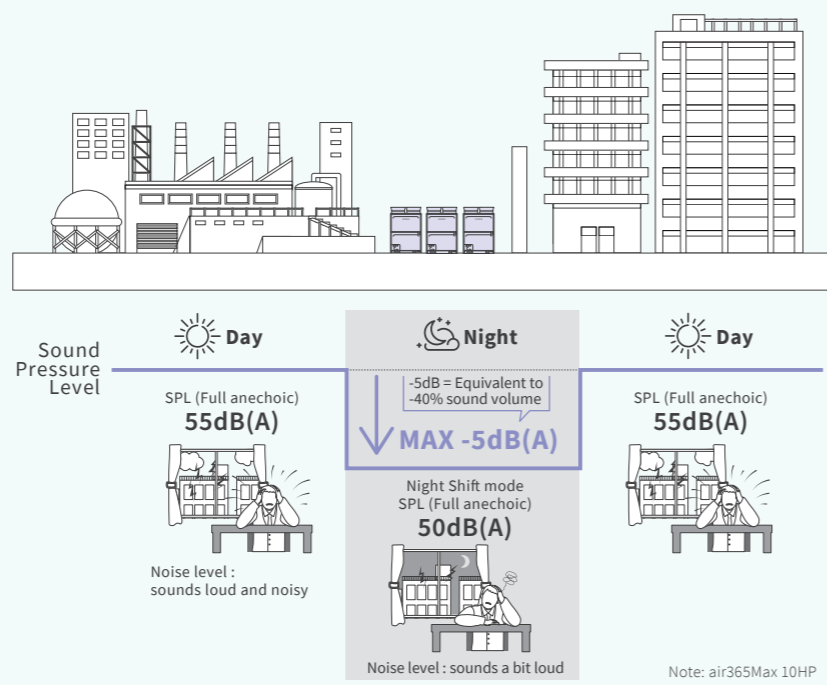 Sound
Pressure
Level
Day
SPL (Full anechoic)
55dB(A)
Noise level :
sounds loud and noisy
Night
-5dB = Equivalent to
-40% sound volume
MAX -5dB(A)
Night Shift mode
SPL (Full anechoic)
50dB(A)
Noise level : sounds a bit loud
Day
SPL (Full anechoic)
55dB(A)
Note: air365Max 10HP